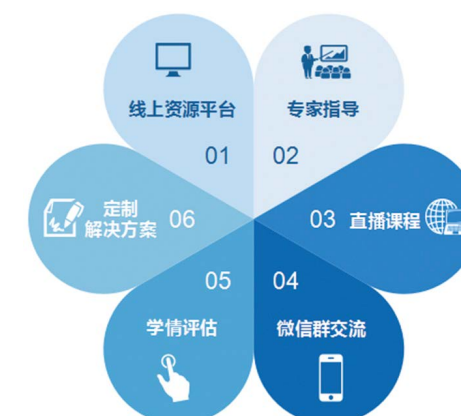 线上资源平台
01
专家指导
02
03
直播课程
04
微信群交流
05
学情评估
06
定制
解决方案